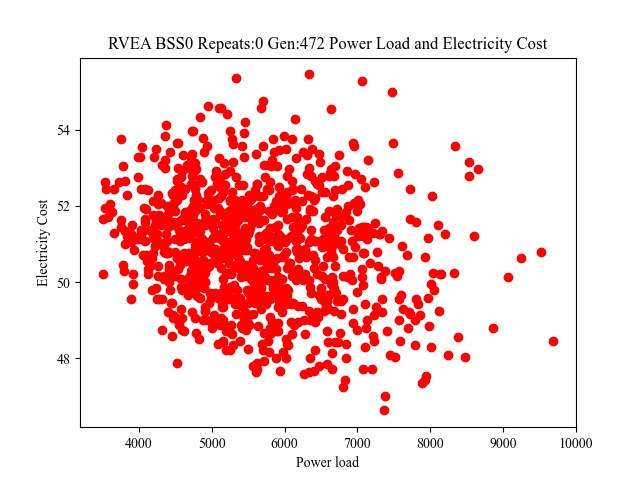 RVEA BSS0 Repeats:0 Gen:472 Power Load and Electricity Cost
54
52
50
48
Electricity Cost
4000 5000 6000 7000 8000 9000 10000
Power load